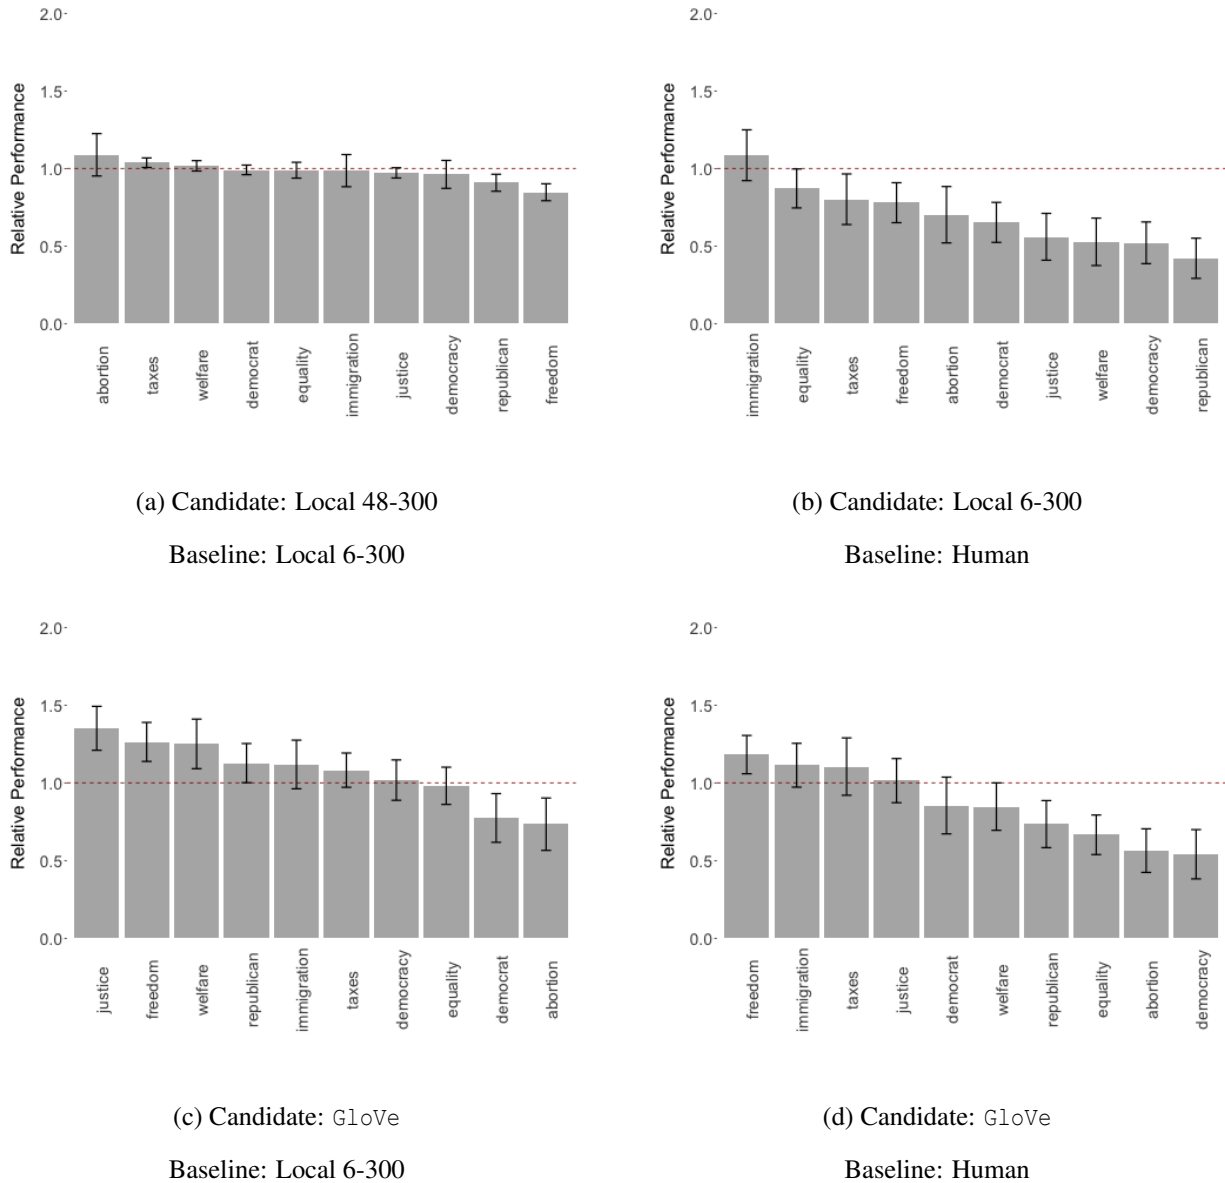 2.0-
1.5-
1.0-
0.5-
0.0-
Relative Performance
abortion
taxes
welfare
democrat
equality
immigration
justice
democracy
republican
freedom
(a) Candidate: Local 48-300
Baseline: Local 6-300
2.0-
1.5-
1.0-
0.5-
0.0-
Relative Performance
immigration
equality
taxes
freedom
abortion
democrat
justice
welfare
democracy
republican
(b) Candidate: Local 6-300
Baseline: Human
2.0-
1.5-
1.0-
0.5-
0.0-
Relative Performance
justice
freedom
welfare
republican
immigration
taxes
democracy
equality
democrat
abortion
(c) Candidate: GloVe
Baseline: Local 6-300
2.0-
1.5-
1.0-
0.5-
0.0-
Relative Performance
freedom
immigration
taxes
justice
democrat
welfare
republican
equality
abortion
democracy
(d) Candidate: GloVe
Baseline: Human